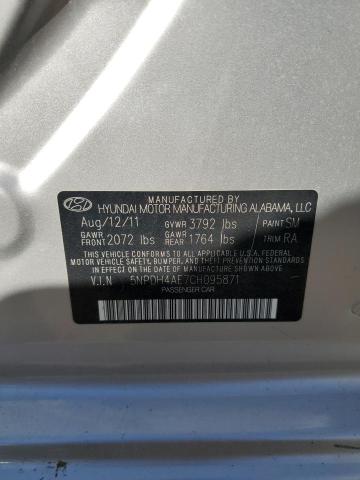 MANUFACTURED BY
HYUNDAI MOTOR MANUFACTURING ALABAMA, LLC
Aug/12/11 GVWR 3792 lbs PAINT SM
GAWR FRONT 2072 lbs GAWR REAR 1764 lbs TRIM RA
THIS VEHICLE CONFORMS TO ALL APPLICABLE U.S.A. FEDERAL
MOTOR VEHICLE SAFETY, BUMPER, AND THEFT PREVENTION
STANDARDS IN EFFECT ON THE DATE OF MANUFACTURE SHOWN ABOVE.
V.I.N 5NPDH4AE7CH095871
PASSENGER CAR